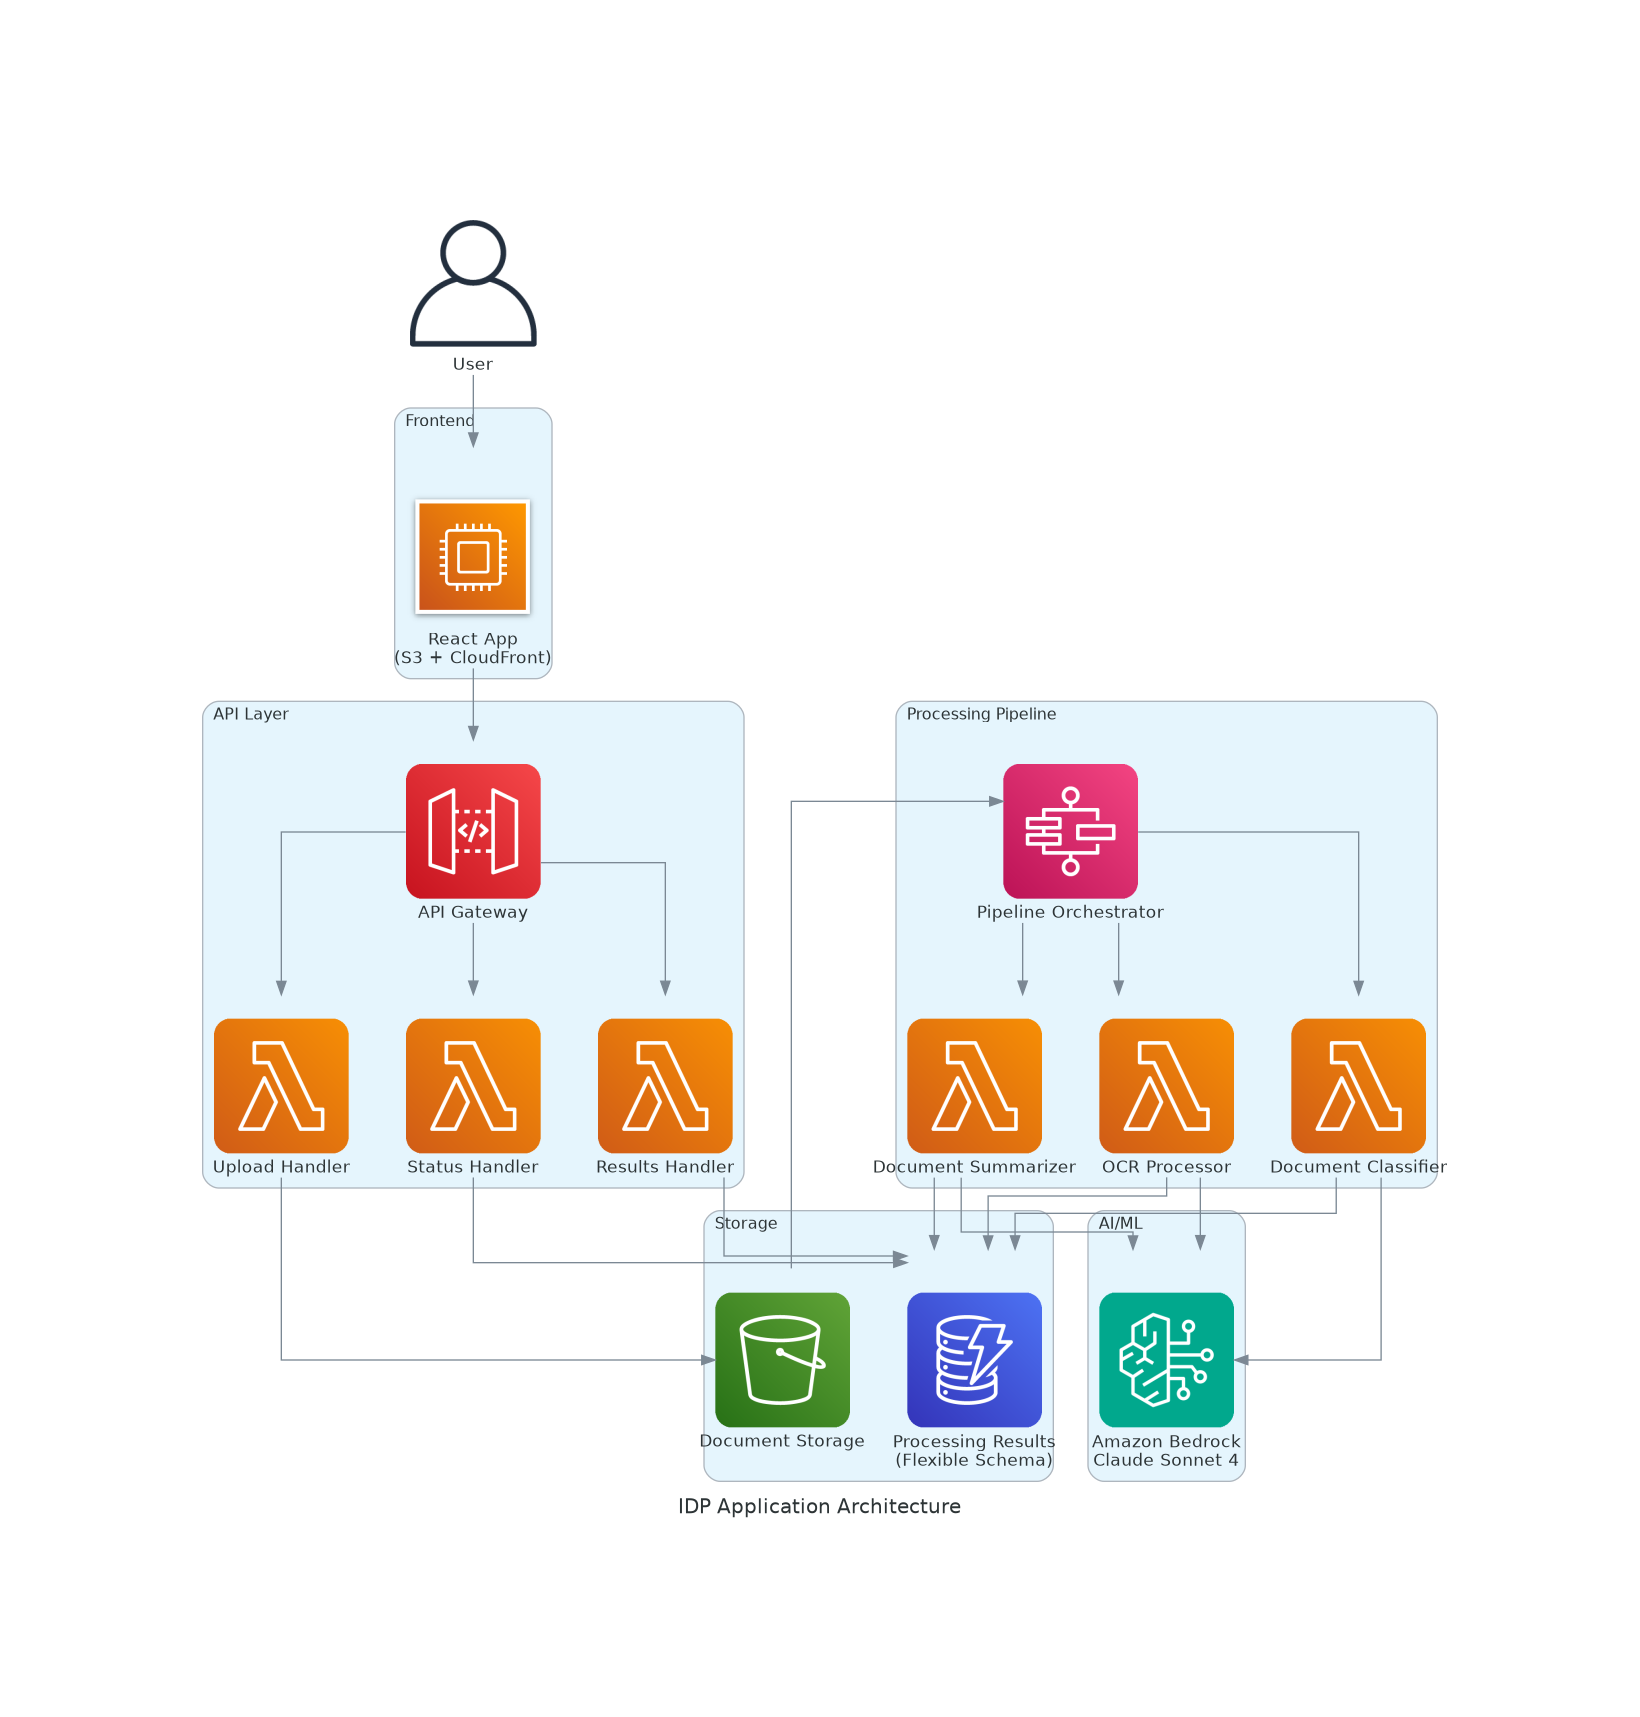 User
Frontend
React App
(S3 + CloudFront)
API Layer
API Gateway
Upload Handler
Status Handler
Results Handler
Processing Pipeline
Pipeline Orchestrator
Document Summarizer
OCR Processor
Document Classifier
Storage
Document Storage
Processing Results
(Flexible Schema)
AI/ML
Amazon Bedrock
Claude Sonnet 4
IDP Application Architecture